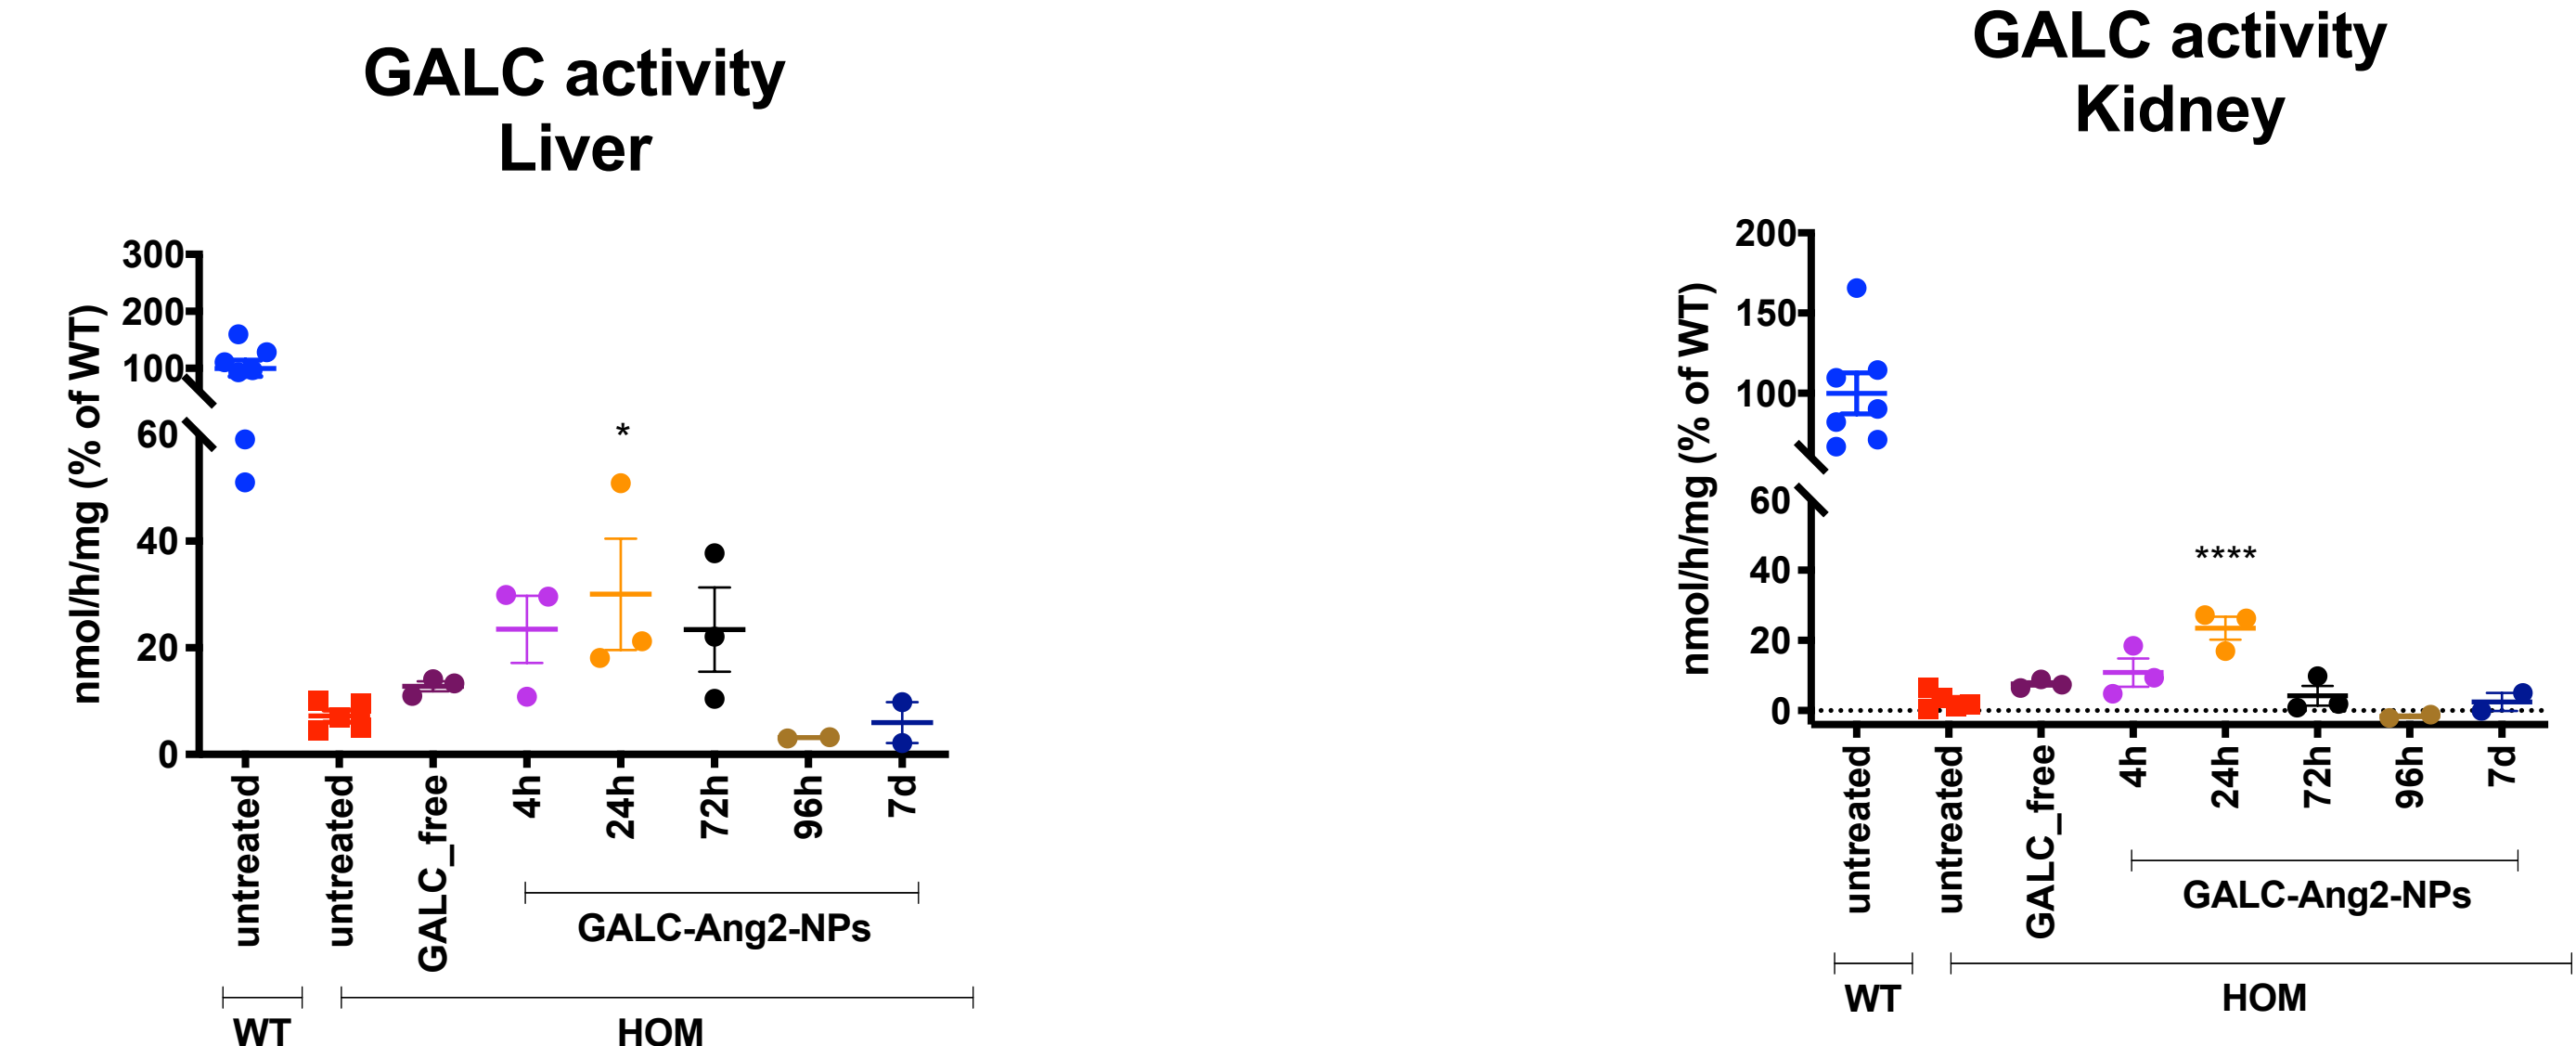 GALC activity
Liver
nmol/h/mg (% of WT)
300
200
100
60
40
20
0
*
untreated
untreated
GALC_free
4h
24h
72h
96h
7d
GALC-Ang2-NPs
WT
HOM
GALC activity
Kidney
nmol/h/mg (% of WT)
200
150
100
60
40
20
0
****
untreated
untreated
GALC_free
4h
24h
72h
96h
7d
GALC-Ang2-NPs
WT
HOM